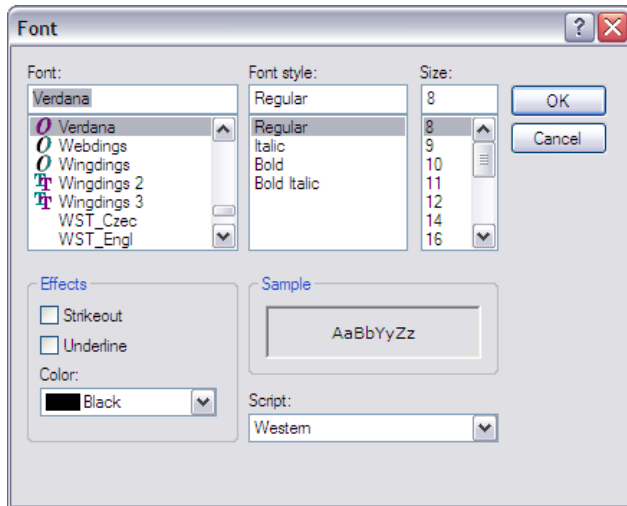 Font
Font: Font style: Size:
Verdana Regular 8
OK
Verdana Regular 8
Webdings Italic 9
Cancel
Wingdings Bold 10
Wingdings 2 Bold Italic 11
Wingdings 3 12
WST_Czec 14
WST_Engl 16
Effects Sample
Strikeout
AaBbYyZz
Underline
Color:
Black
Script:
Western